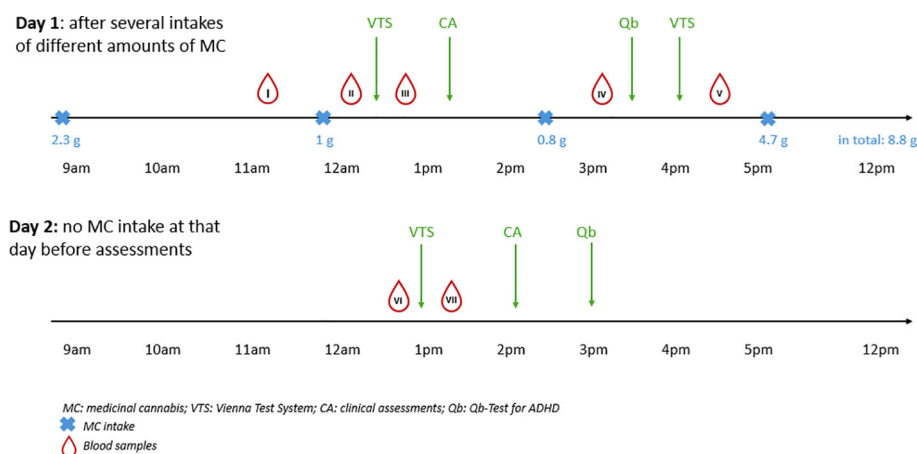 Day 1: after several intakes
of different amounts of MC
VTS CA Qb VTS
I II III IV V
2.3 g 1 g 0.8 g 4.7 g in total: 8.8 g
9am 10am 11am 12am 1pm 2pm 3pm 4pm 5pm 12pm
Day 2: no MC intake at that
day before assessments
VTS CA Qb
VI VII
9am 10am 11am 12am 1pm 2pm 3pm 4pm 5pm 12pm
MC: medicinal cannabis; VTS: Vienna Test System; CA: clinical assessments; Qb: Qb-Test for ADHD
MC intake
Blood samples